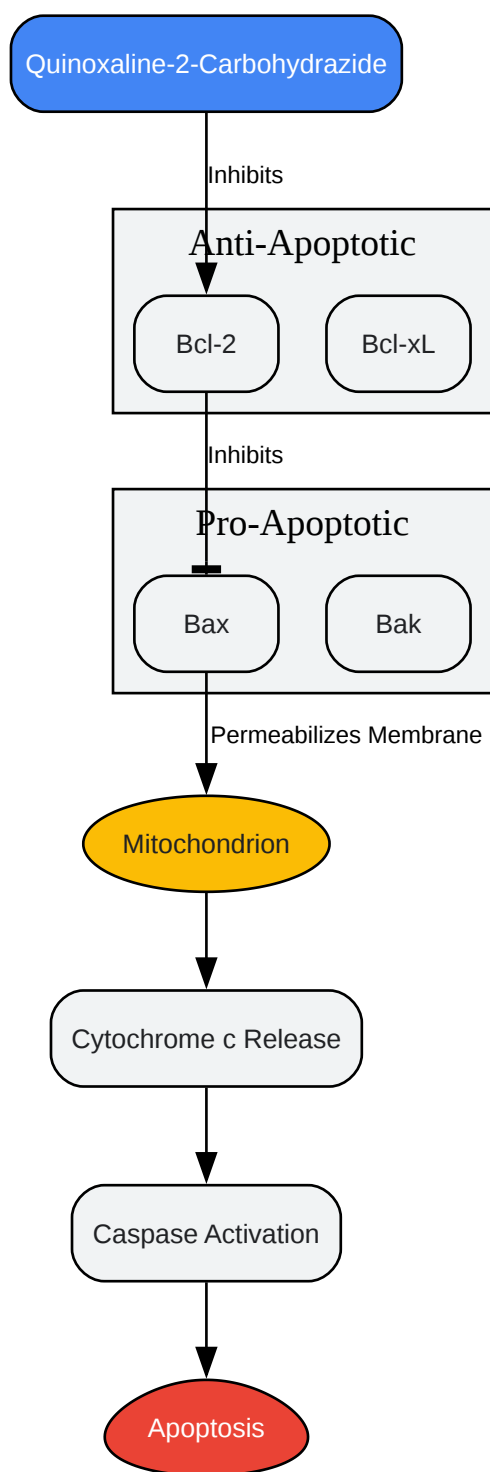 Quinoxaline-2-Carbohydrazide
Inhibits
Anti-Apoptotic
Bcl-2 Bcl-xL
Inhibits
Pro-Apoptotic
Bax Bak
Permeabilizes Membrane
Mitochondrion
Cytochrome c Release
Caspase Activation
Apoptosis